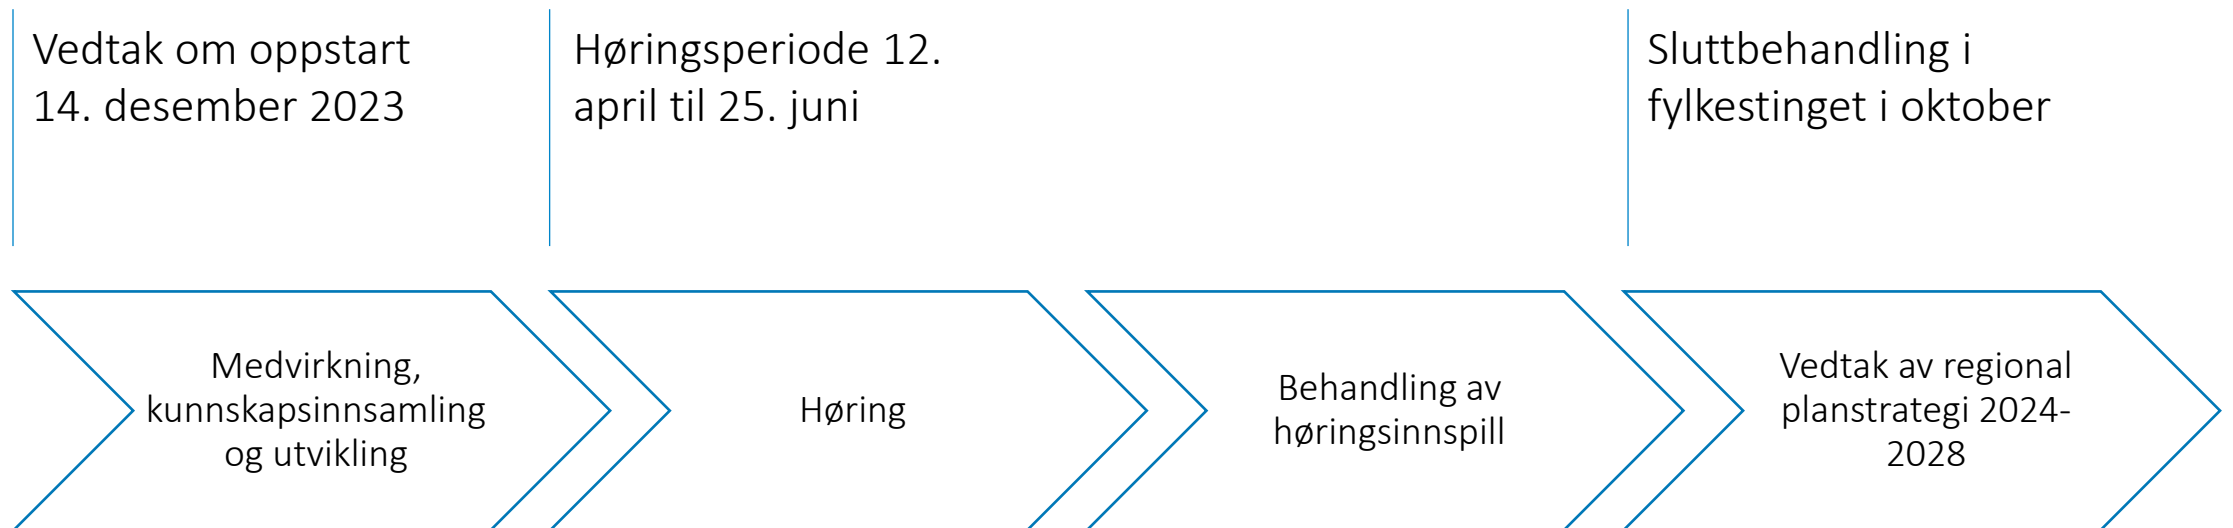 Vedtak om oppstart
14. desember 2023
Høringsperiode 12.
april til 25. juni
Sluttbehandling i
fylkestinget i oktober
Medvirkning,
kunnskapsinnsamling
og utvikling
Høring
Behandling av
høringsinnspill
Vedtak av regional
planstrategi 2024-
2028